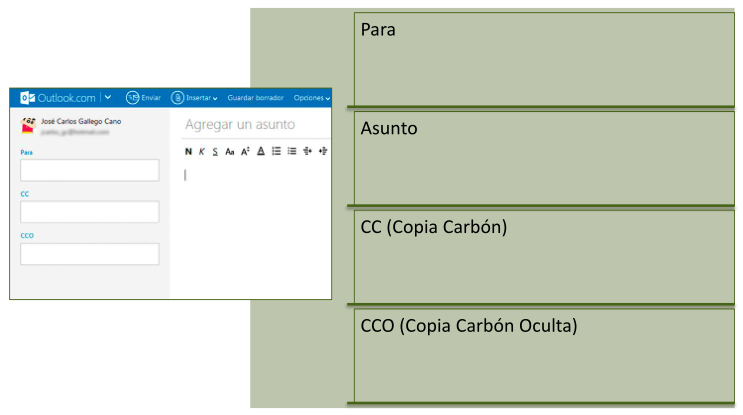 Outlook.com
Enviar
Insertar
Guardar borrador
Opciones
José Carlos Gallego Cano
Para
CC
CCO
Agregar un asunto
N K S Aa A A
Para
Asunto
CC (Copia Carbón)
CCO (Copia Carbón Oculta)